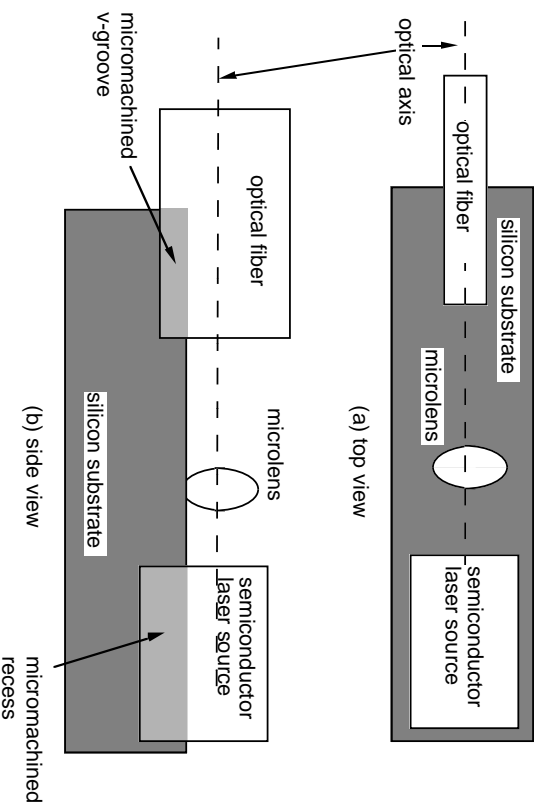 optical axis
optical fiber
silicon substrate
microlens
semiconductor
laser source
(a) top view
micromachined
v-groove
optical fiber
microlens
semiconductor
laser source
silicon substrate
(b) side view
micromachined
recess